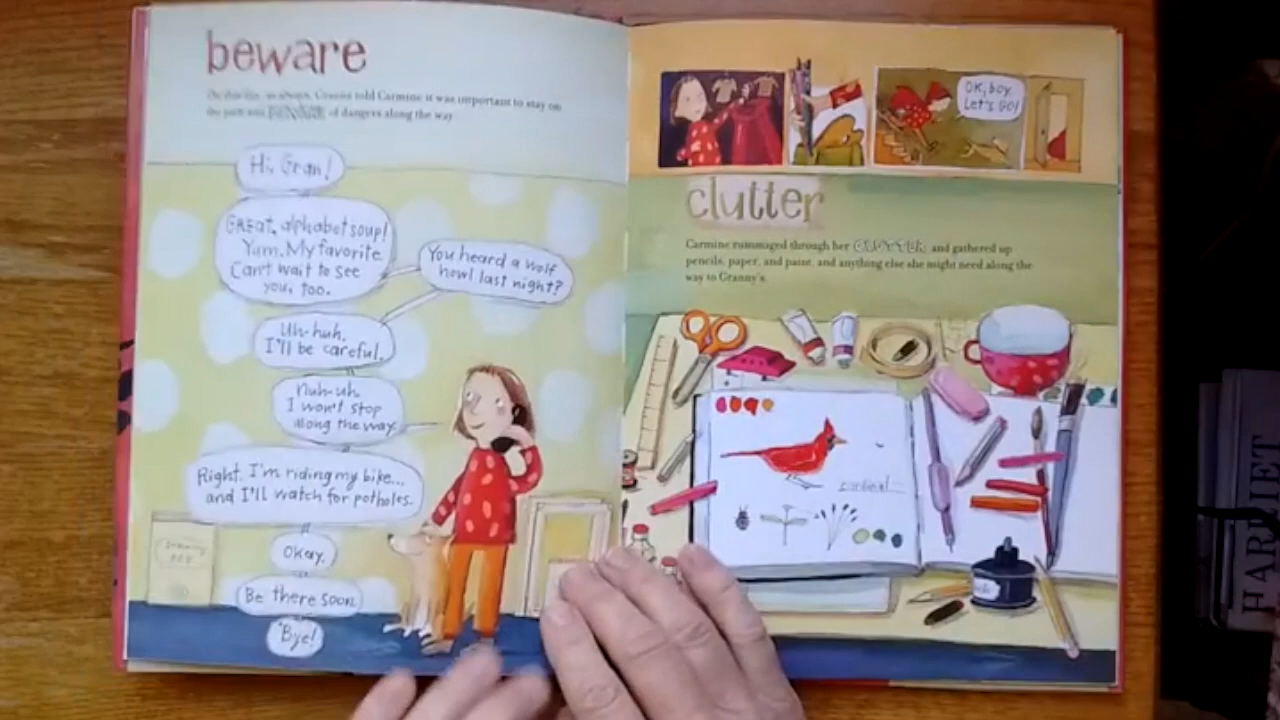 beware
On this day, as always, Granny told Carmine it was important to stay on
the path and BEWARE of dangers along the way.
Hi, Gran!
GREAT, alphabet soup!
Yum. My favorite.
Can't wait to see
you, too.
You heard a wolf
howl last night?
Uh-huh.
I'll be careful.
Nuh-uh.
I won't stop
along the way.
Right. I'm riding my bike...
and I'll watch for potholes.
Okay.
Be there soon.
'Bye!
OK, boy.
Let's GO!
clutter
Carmine rummaged through her CLUTTER and gathered up
pencils, paper, and paint, and anything else she might need along the
way to Granny's.
cardinal
HARRIET